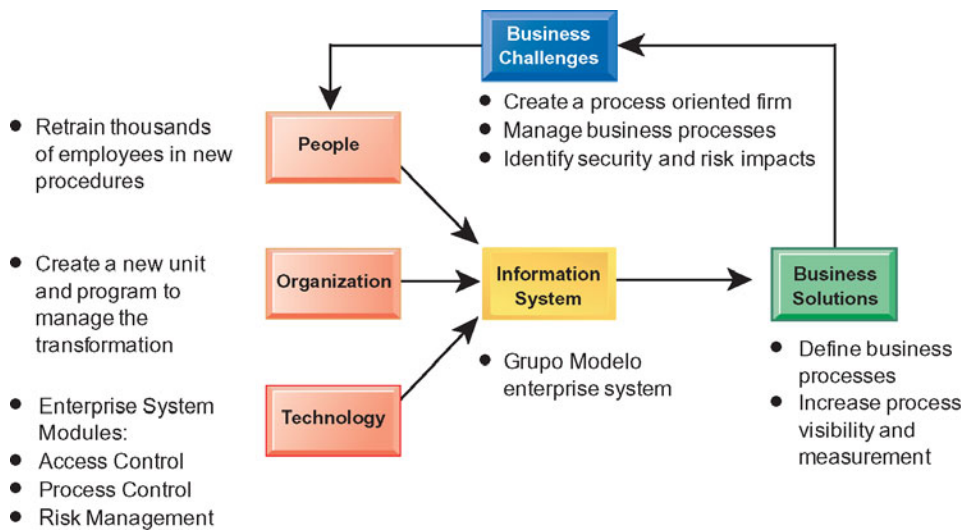 Business
Challenges
• Create a process oriented firm
• Manage business processes
• Identify security and risk impacts
• Retrain thousands
of employees in new
procedures
People
• Create a new unit
and program to
manage the
transformation
Organization
Information
System
Business
Solutions
• Grupo Modelo
enterprise system
• Define business
processes
• Increase process
visibility and
measurement
• Enterprise System
Modules:
• Access Control
• Process Control
• Risk Management
Technology